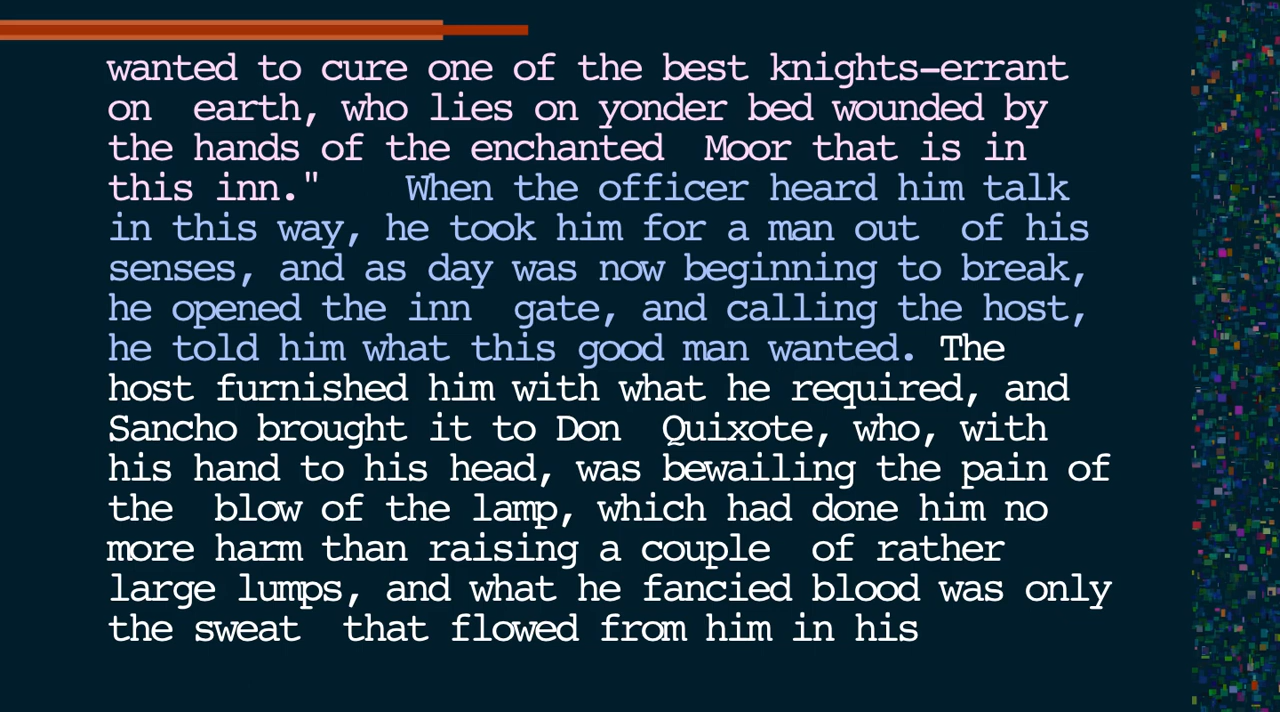 wanted to cure one of the best knights-errant
on  earth, who lies on yonder bed wounded by
the hands of the enchanted  Moor that is in
this inn."    When the officer heard him talk
in this way, he took him for a man out  of his
senses, and as day was now beginning to break,
he opened the inn  gate, and calling the host,
he told him what this good man wanted. The
host furnished him with what he required, and
Sancho brought it to Don  Quixote, who, with
his hand to his head, was bewailing the pain of
the  blow of the lamp, which had done him no
more harm than raising a couple  of rather
large lumps, and what he fancied blood was only
the sweat  that flowed from him in his